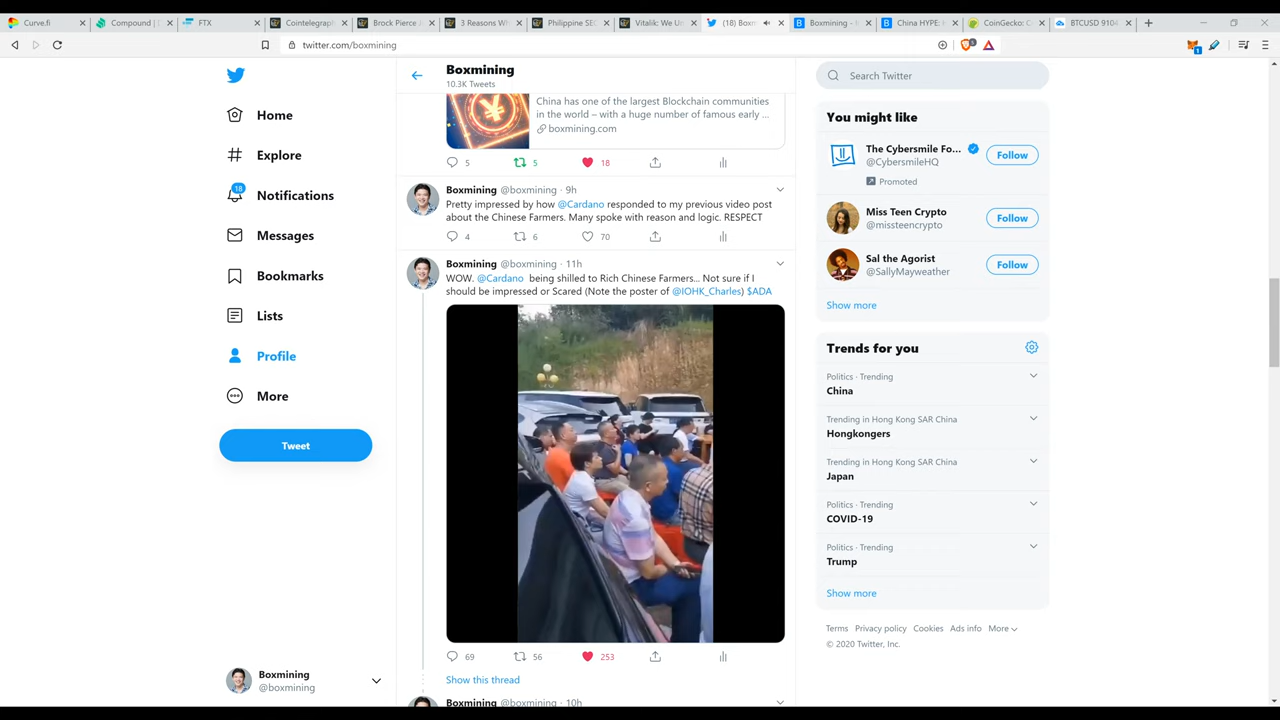 Curve.fi
Compound | D
FTX
Cointelegraph
Brock Pierce a
3 Reasons Wh
Philippine SEC
Vitalik: We Un
(18) Boxm
Boxmining - 
China HYPE: 
CoinGecko: C
BTCUSD 9104
twitter.com/boxmining
Home
Explore
18
Notifications
Messages
Bookmarks
Lists
Profile
More
Tweet
Boxmining
@boxmining
Boxmining
10.3K Tweets
China has one of the largest Blockchain communities
in the world – with a huge number of famous early ...
boxmining.com
5 5 18
Boxmining @boxmining · 9h
Pretty impressed by how @Cardano responded to my previous video post
about the Chinese Farmers. Many spoke with reason and logic. RESPECT
4 6 70
Boxmining @boxmining · 11h
WOW. @Cardano being shilled to Rich Chinese Farmers... Not sure if I
should be impressed or Scared (Note the poster of @IOHK_Charles) $ADA
69 56 253
Show this thread
Boxmining @boxmining · 10h
Search Twitter
You might like
The Cybersmile Fo...
@CybersmileHQ
Follow
Promoted
Miss Teen Crypto
@missteencrypto
Follow
Sal the Agorist
@SallyMayweather
Follow
Show more
Trends for you
Politics · Trending
China
Trending in Hong Kong SAR China
Hongkongers
Trending in Hong Kong SAR China
Japan
Trending
COVID-19
Politics · Trending
Trump
Show more
Terms Privacy policy Cookies Ads info More
© 2020 Twitter, Inc.